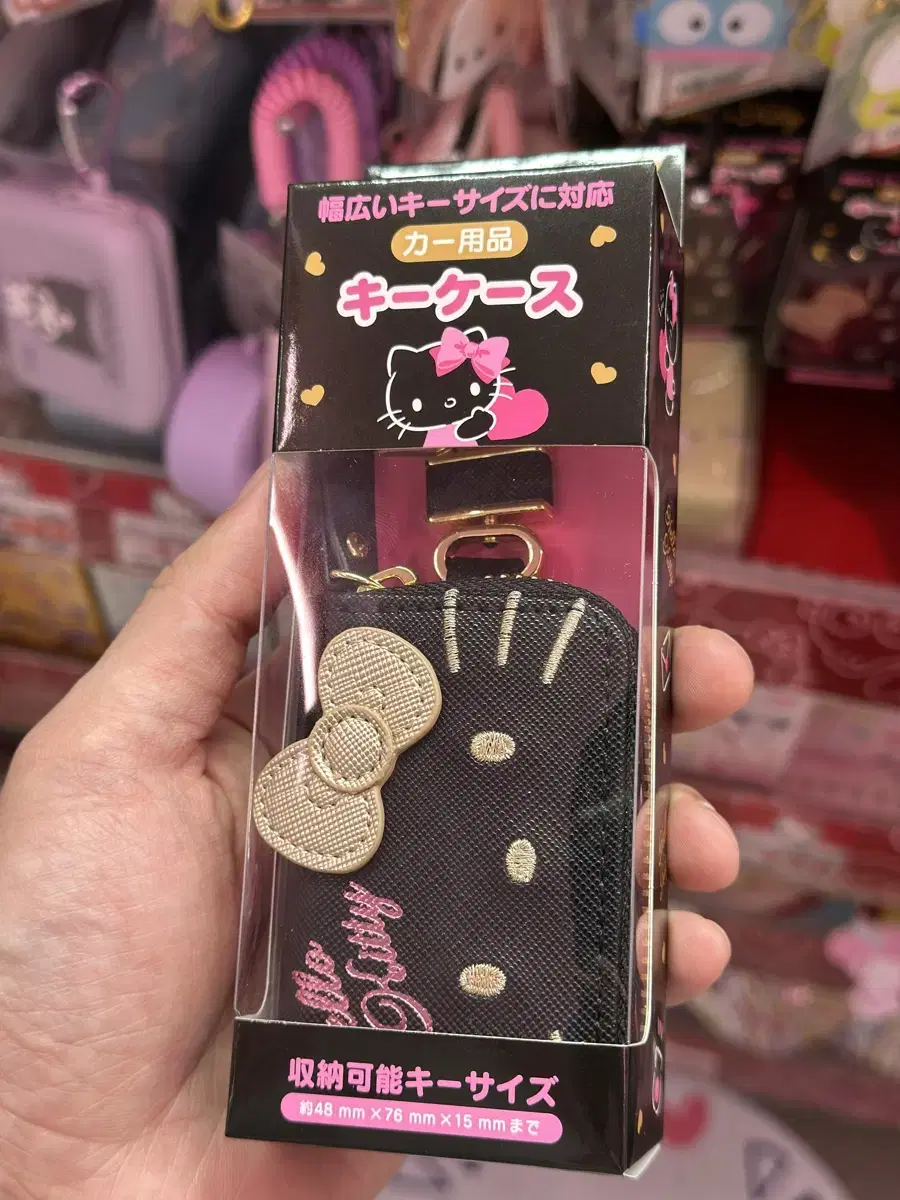 幅広いキーサイズに対応
カー用品
キーケース
Hello
Kitty
収納可能キーサイズ
約48 mm×76 mm×15 mmまで